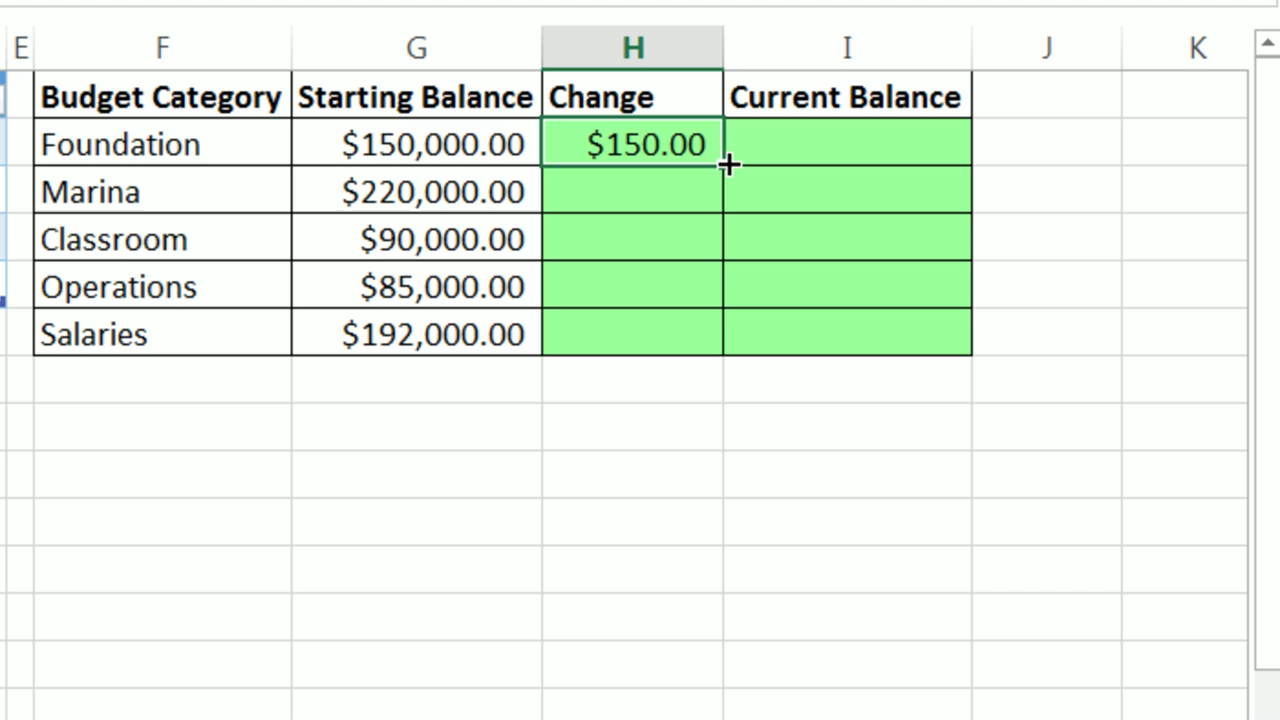 E F G H I J K
Budget Category Starting Balance Change Current Balance
Foundation $150,000.00 $150.00
Marina $220,000.00
Classroom $90,000.00
Operations $85,000.00
Salaries $192,000.00